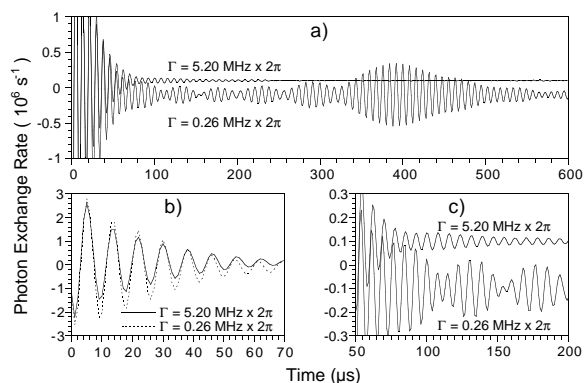 Photon Exchange Rate ( 10⁶ s⁻¹ )
a)
1
0.5
0
-0.5
-1
Γ = 5.20 MHz x 2π
Γ = 0.26 MHz x 2π
0 100 200 300 400 500 600
b)
3
2
1
0
-1
-2
-3
Γ = 5.20 MHz x 2π
Γ = 0.26 MHz x 2π
0 10 20 30 40 50 60 70
c)
0.3
0.2
0.1
0
-0.1
-0.2
-0.3
Γ = 5.20 MHz x 2π
Γ = 0.26 MHz x 2π
50 100 150 200
Time (µs)